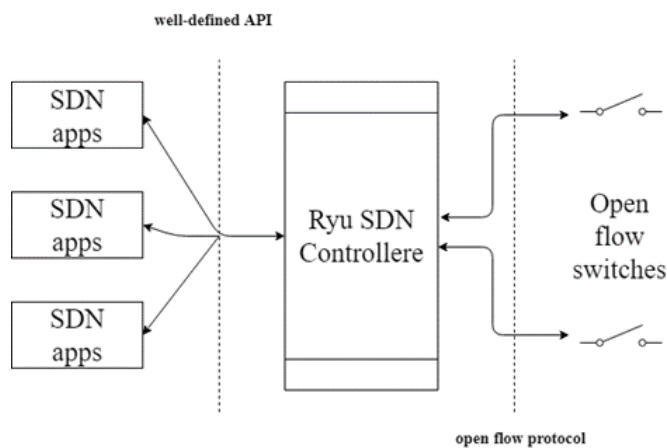 well-defined API
SDN
apps
SDN
apps
SDN
apps
Ryu SDN
Controllere
Open
flow
switches
open flow protocol